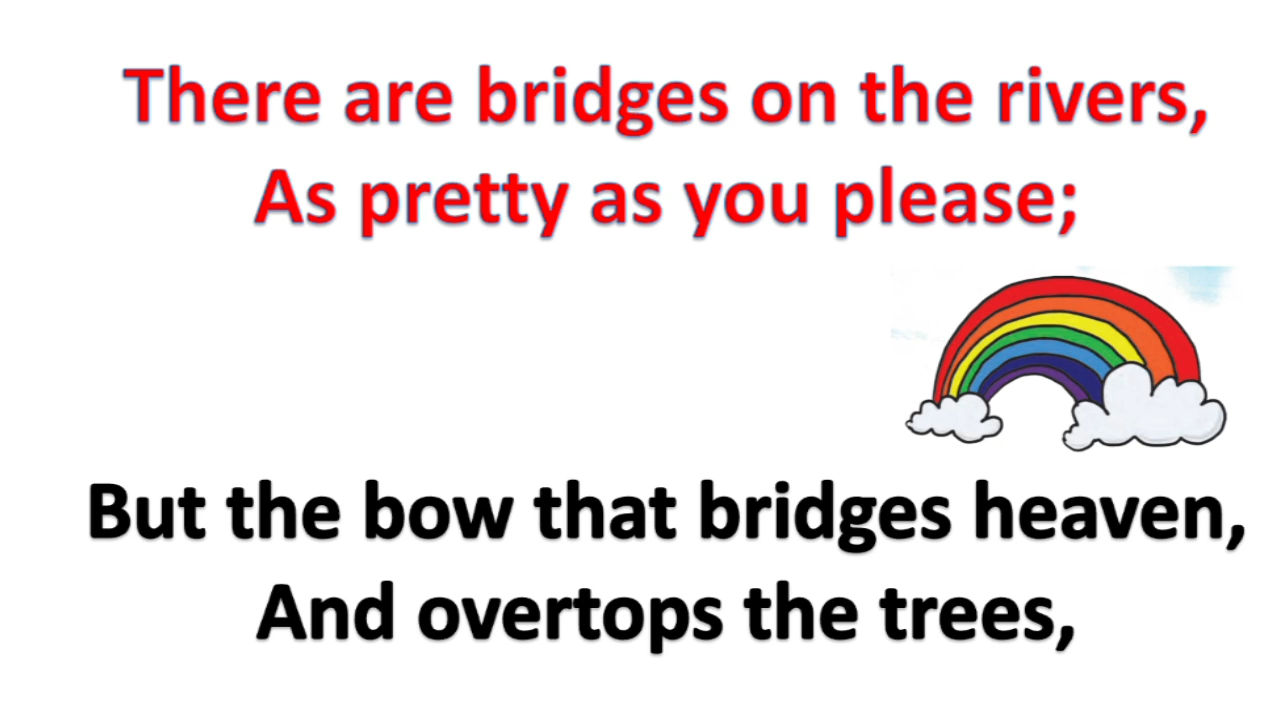 There are bridges on the rivers,
As pretty as you please;
But the bow that bridges heaven,
And overtops the trees,